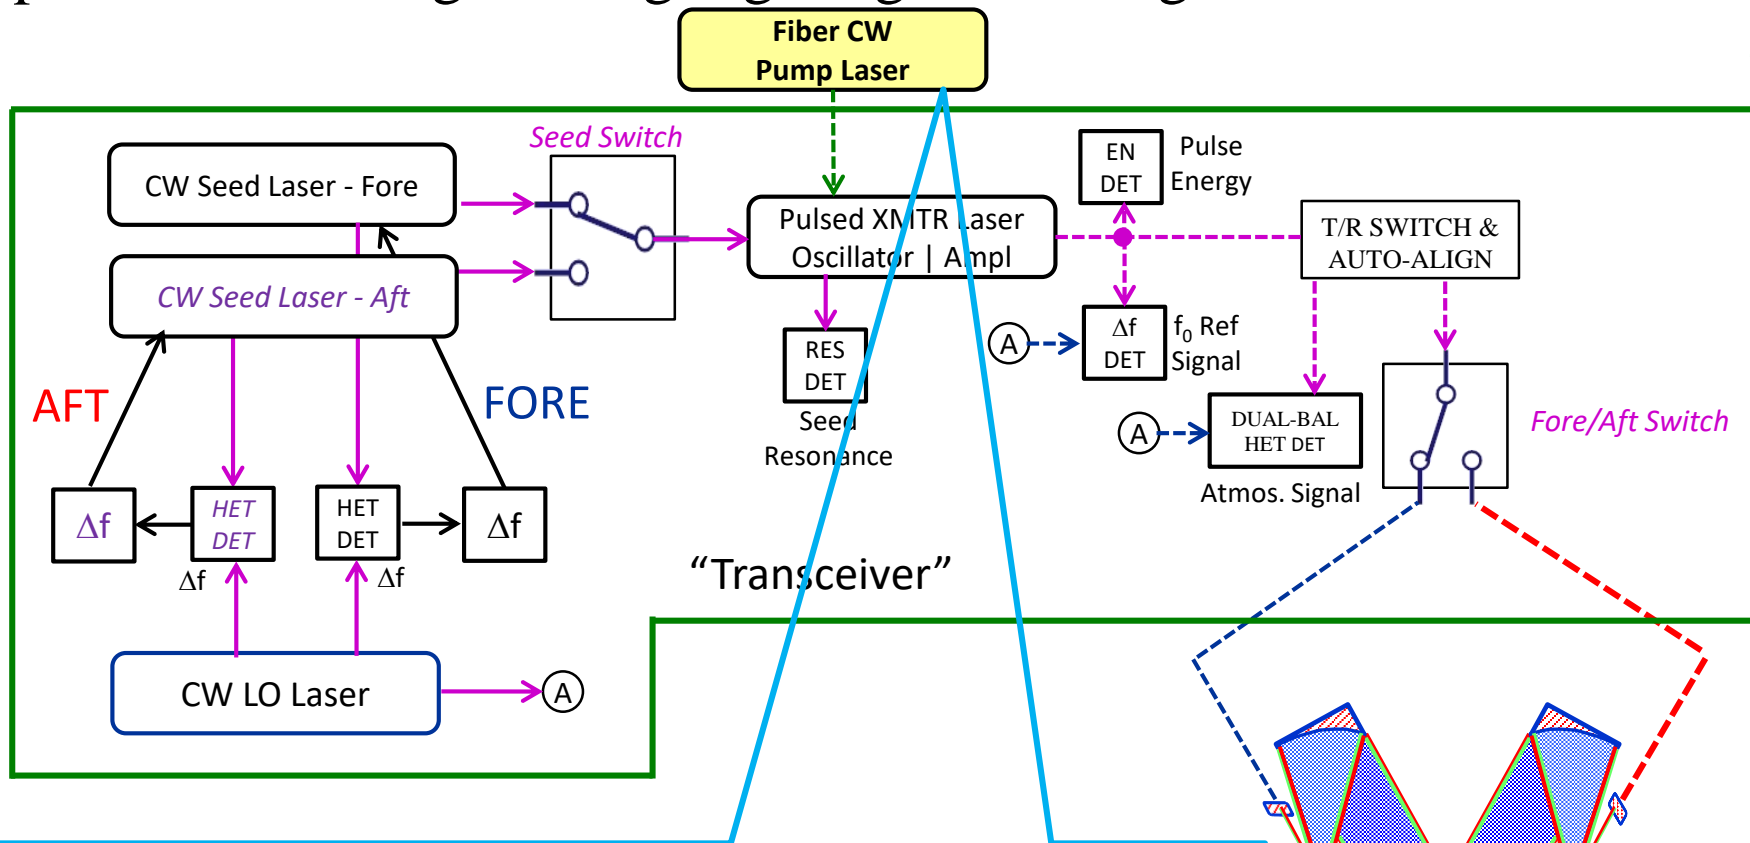 Fiber CW
Pump Laser
Seed Switch
CW Seed Laser - Fore
CW Seed Laser - Aft
Pulsed XMTR Laser
Oscillator | Ampl
EN
DET
Pulse
Energy
T/R SWITCH &
AUTO-ALIGN
RES
DET
Seed
Resonance
A
Δf
DET
f₀ Ref
Signal
A
DUAL-BAL
HET DET
Atmos. Signal
Fore/Aft Switch
AFT
FORE
Δf
HET
DET
Δf
HET
DET
Δf
Δf
"Transceiver"
CW LO Laser
A